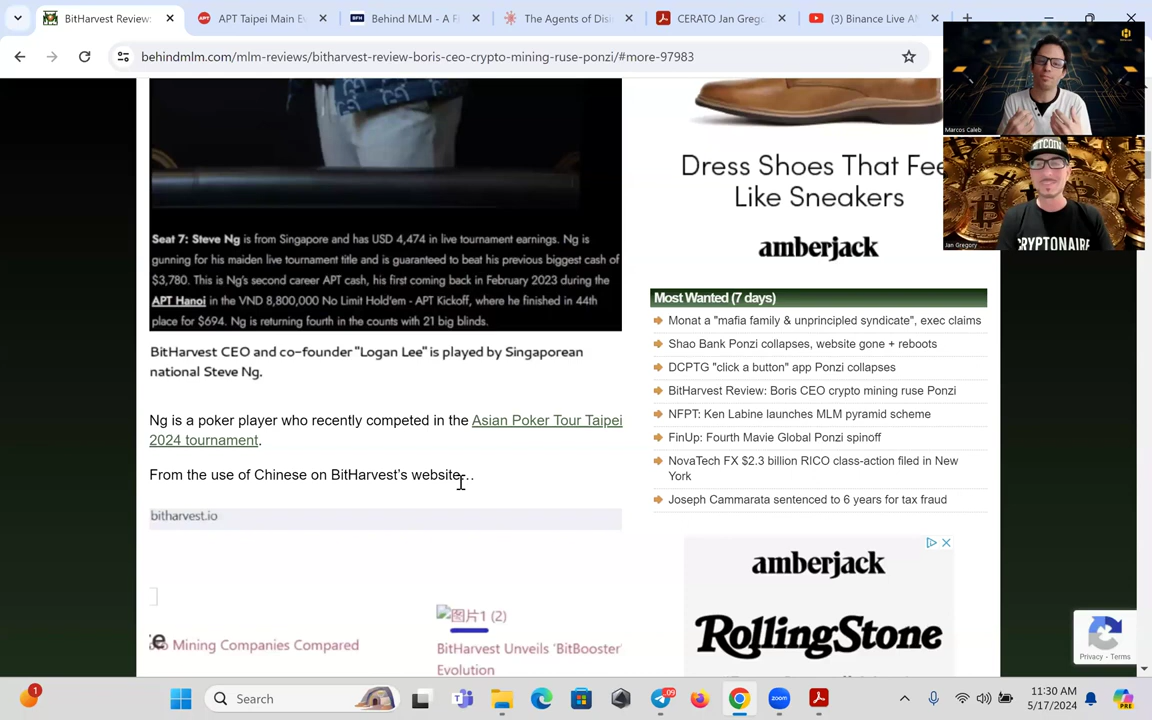 BitHarvest Review:
APT Taipei Main E
Behind MLM - A F
The Agents of Dis
CERATO Jan Grego
(3) Binance Live A
behindmlm.com/mlm-reviews/bitharvest-review-boris-ceo-crypto-mining-ruse-ponzi/#more-97983
Marcos Caleb
BITCOIN
CRYPTONAIRE
Jan Gregory
Seat 7: Steve Ng is from Singapore and has USD 4,474 in live tournament earnings. Ng is
gunning for his maiden live tournament title and is guaranteed to beat his previous biggest cash of
$3,780. This is Ng's second career APT cash, his first coming back in February 2023 during the
APT Hanoi in the VND 8,800,000 No Limit Hold'em - APT Kickoff, where he finished in 44th
place for $694. Ng is returning fourth in the counts with 21 big blinds.
BitHarvest CEO and co-founder "Logan Lee" is played by Singaporean
national Steve Ng.
Ng is a poker player who recently competed in the Asian Poker Tour Taipei
2024 tournament.
From the use of Chinese on BitHarvest's website…
bitharvest.io
Mining Companies Compared
图片1 (2)
BitHarvest Unveils 'BitBooster'
Evolution
Dress Shoes That Fee
Like Sneakers
amberjack
Most Wanted (7 days)
Monat a "mafia family & unprincipled syndicate", exec claims
Shao Bank Ponzi collapses, website gone + reboots
DCPTG "click a button" app Ponzi collapses
BitHarvest Review: Boris CEO crypto mining ruse Ponzi
NFPT: Ken Labine launches MLM pyramid scheme
FinUp: Fourth Mavie Global Ponzi spinoff
NovaTech FX $2.3 billion RICO class-action filed in New
York
Joseph Cammarata sentenced to 6 years for tax fraud
amberjack
RollingStone
Privacy - Terms
1
Search
.09
zoom
11:30 AM
5/17/2024
PRE